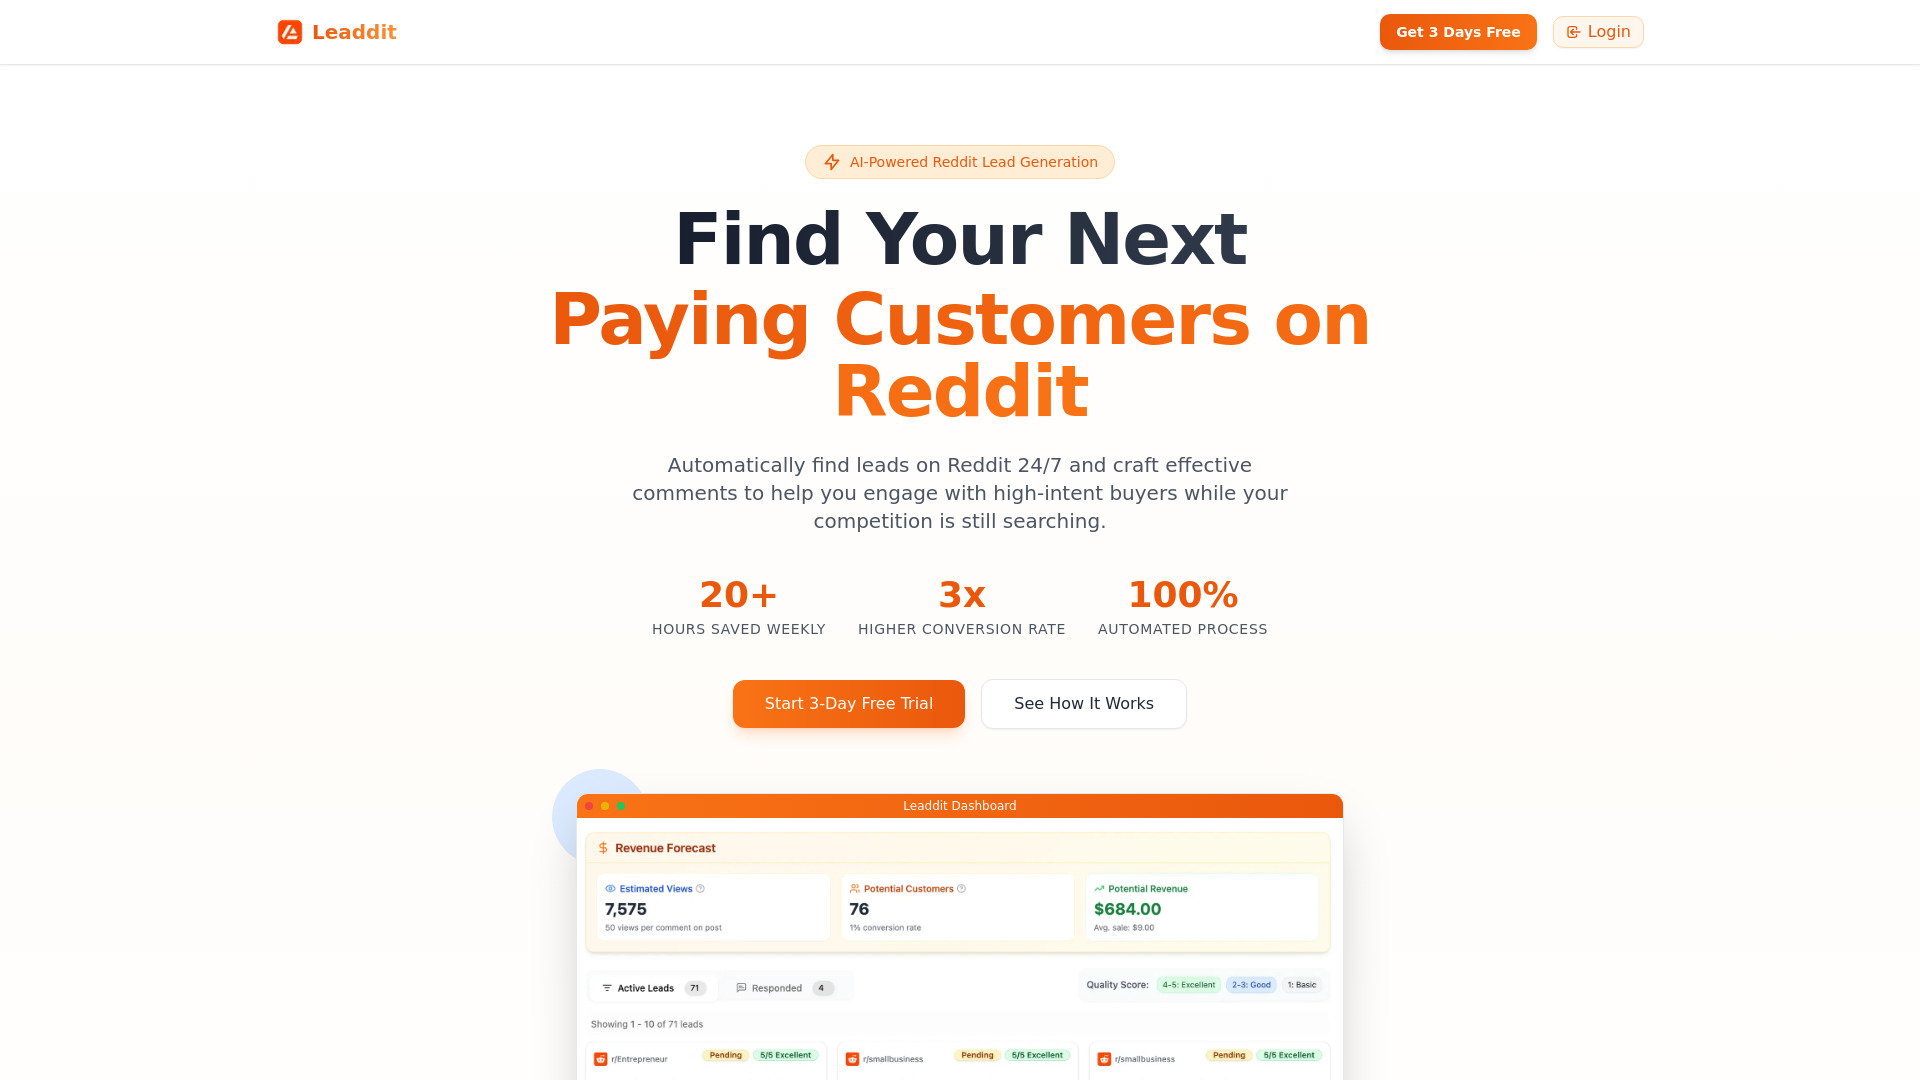 Leaddit
Get 3 Days Free
Login
AI-Powered Reddit Lead Generation
Find Your Next
Paying Customers on
Reddit
Automatically find leads on Reddit 24/7 and craft effective
comments to help you engage with high-intent buyers while your
competition is still searching.
20+
HOURS SAVED WEEKLY
3x
HIGHER CONVERSION RATE
100%
AUTOMATED PROCESS
Start 3-Day Free Trial
See How It Works
Leaddit Dashboard
Revenue Forecast
Estimated Views
7,575
50 views per comment on post
Potential Customers
76
1% conversion rate
Potential Revenue
$684.00
Avg. sale: $9.00
Active Leads 71
Responded 4
Quality Score: 4-5: Excellent 2-3: Good 1: Basic
Showing 1 - 10 of 71 leads
r/Entrepreneur Pending 5/5 Excellent
r/smallbusiness Pending 5/5 Excellent
r/smallbusiness Pending 5/5 Excellent